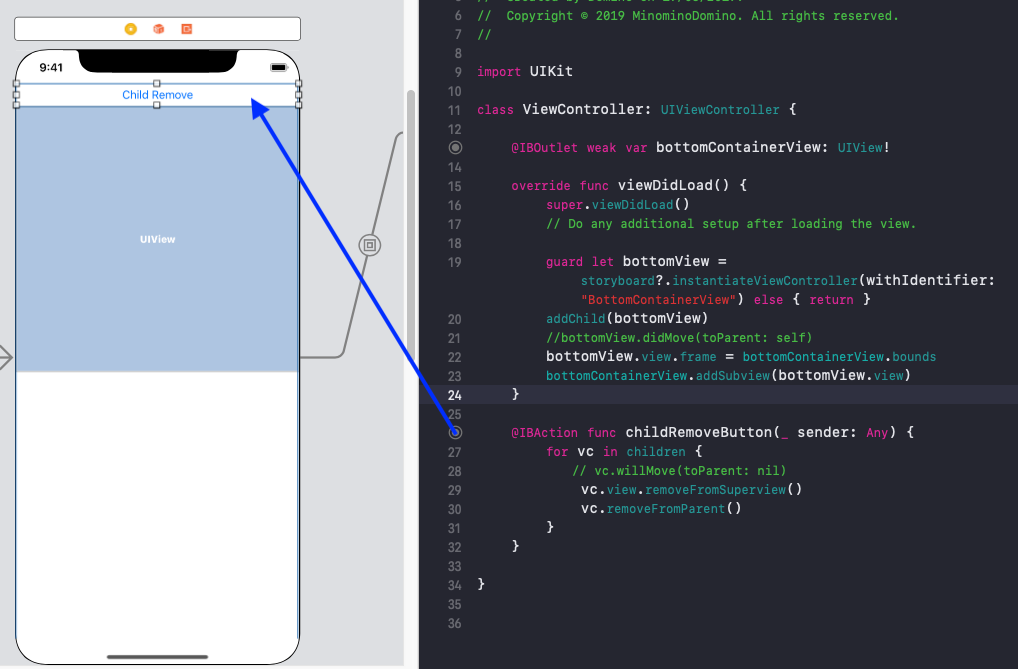 9:41
Child Remove
UIView
6 // Copyright © 2019 MinominoDomino. All rights reserved.
7 //
8
9 import UIKit
10
11 class ViewController: UIViewController {
12
@IBOutlet weak var bottomContainerView: UIView!
14
15 override func viewDidLoad() {
16 super.viewDidLoad()
17 // Do any additional setup after loading the view.
18
19 guard let bottomView =
storyboard?.instantiateViewController(withIdentifier:
"BottomContainerView") else { return }
20 addChild(bottomView)
21 //bottomView.didMove(toParent: self)
22 bottomView.view.frame = bottomContainerView.bounds
23 bottomContainerView.addSubview(bottomView.view)
24 }
25
@IBAction func childRemoveButton(_ sender: Any) {
27 for vc in children {
28 // vc.willMove(toParent: nil)
29 vc.view.removeFromSuperview()
30 vc.removeFromParent()
31 }
32 }
33
34 }
35
36